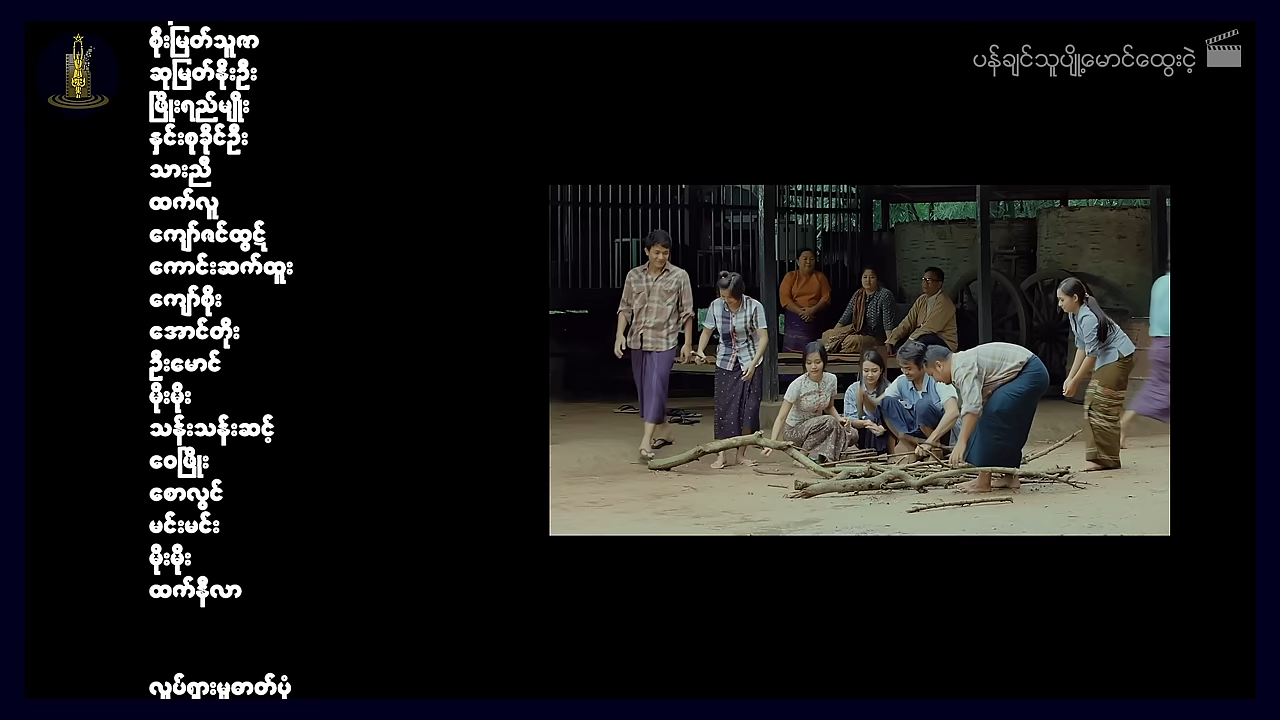 စိုးမြတ်သူဇာ
ဆုမြတ်နိုးဦး
ဖြိုးရည်မျိုး
နှင်းစုခိုင်ဦး
သားညီ
ထက်လူ
ကျော်ဇင်ထွဋ်
ကောင်းဆက်ထူး
ကျော်စိုး
အောင်တိုး
ဦးမောင်
မိုးမိုး
သန်းသန်းဆင့်
ဝေဖြိုး
စောလွင်
မင်းမင်း
မိုးမိုး
ထက်နီလာ
လှုပ်ရှားမှုဓာတ်ပုံ
ပန်ချင်သူပျို့မောင်ထွေးငဲ့